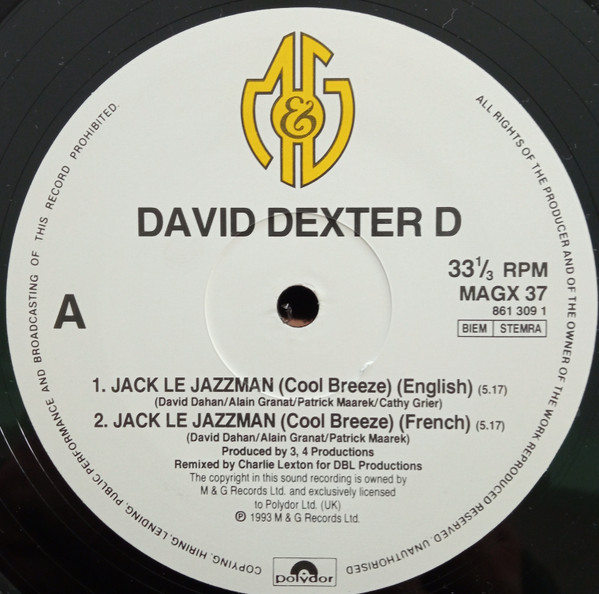 M&G
DAVID DEXTER D
A
33⅓ RPM
MAGX 37
861 309 1
BIEM STEMRA
1. JACK LE JAZZMAN (Cool Breeze) (English) (5.17)
(David Dahan/Alain Granat/Patrick Maarek/Cathy Grier)
2. JACK LE JAZZMAN (Cool Breeze) (French) (5.17)
(David Dahan/Alain Granat/Patrick Maarek)
Produced by 3, 4 Productions
Remixed by Charlie Lexton for DBL Productions
The copyright in this sound recording is owned by
M & G Records Ltd. and exclusively licensed
to Polydor Ltd. (UK)
℗ 1993 M & G Records Ltd.
polydor
ALL RIGHTS OF THE PRODUCER AND OF THE OWNER OF THE WORK REPRODUCED RESERVED. UNAUTHORISED COPYING, HIRING, LENDING, PUBLIC PERFORMANCE AND BROADCASTING OF THIS RECORD PROHIBITED.